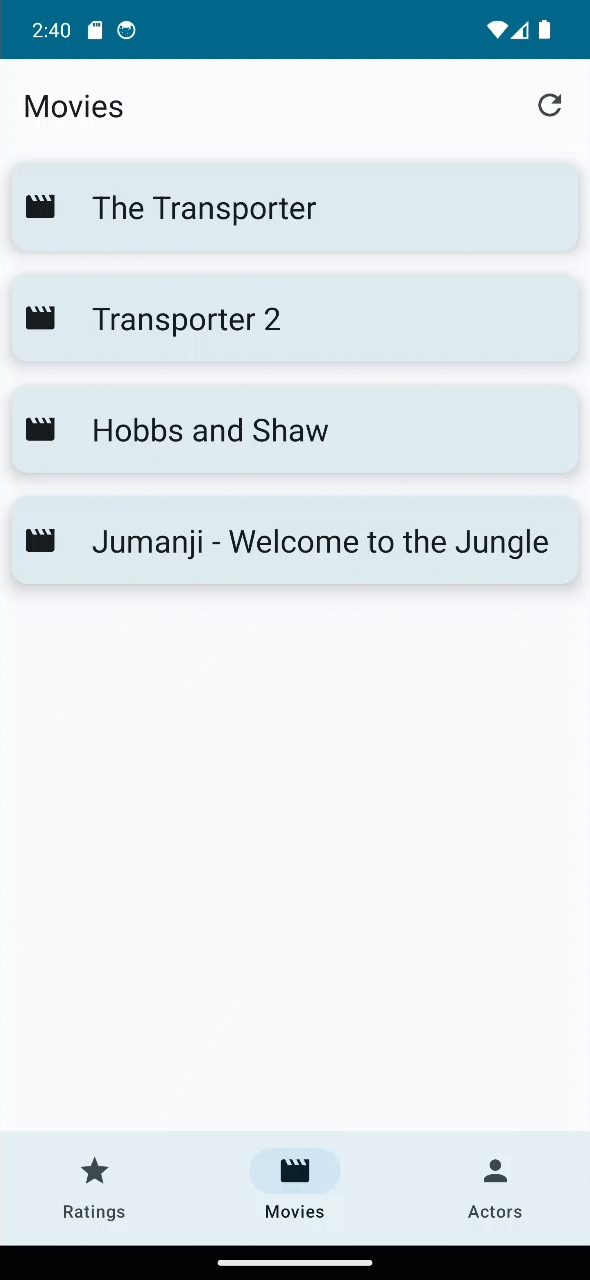 2:40
Movies
The Transporter
Transporter 2
Hobbs and Shaw
Jumanji - Welcome to the Jungle
Ratings
Movies
Actors